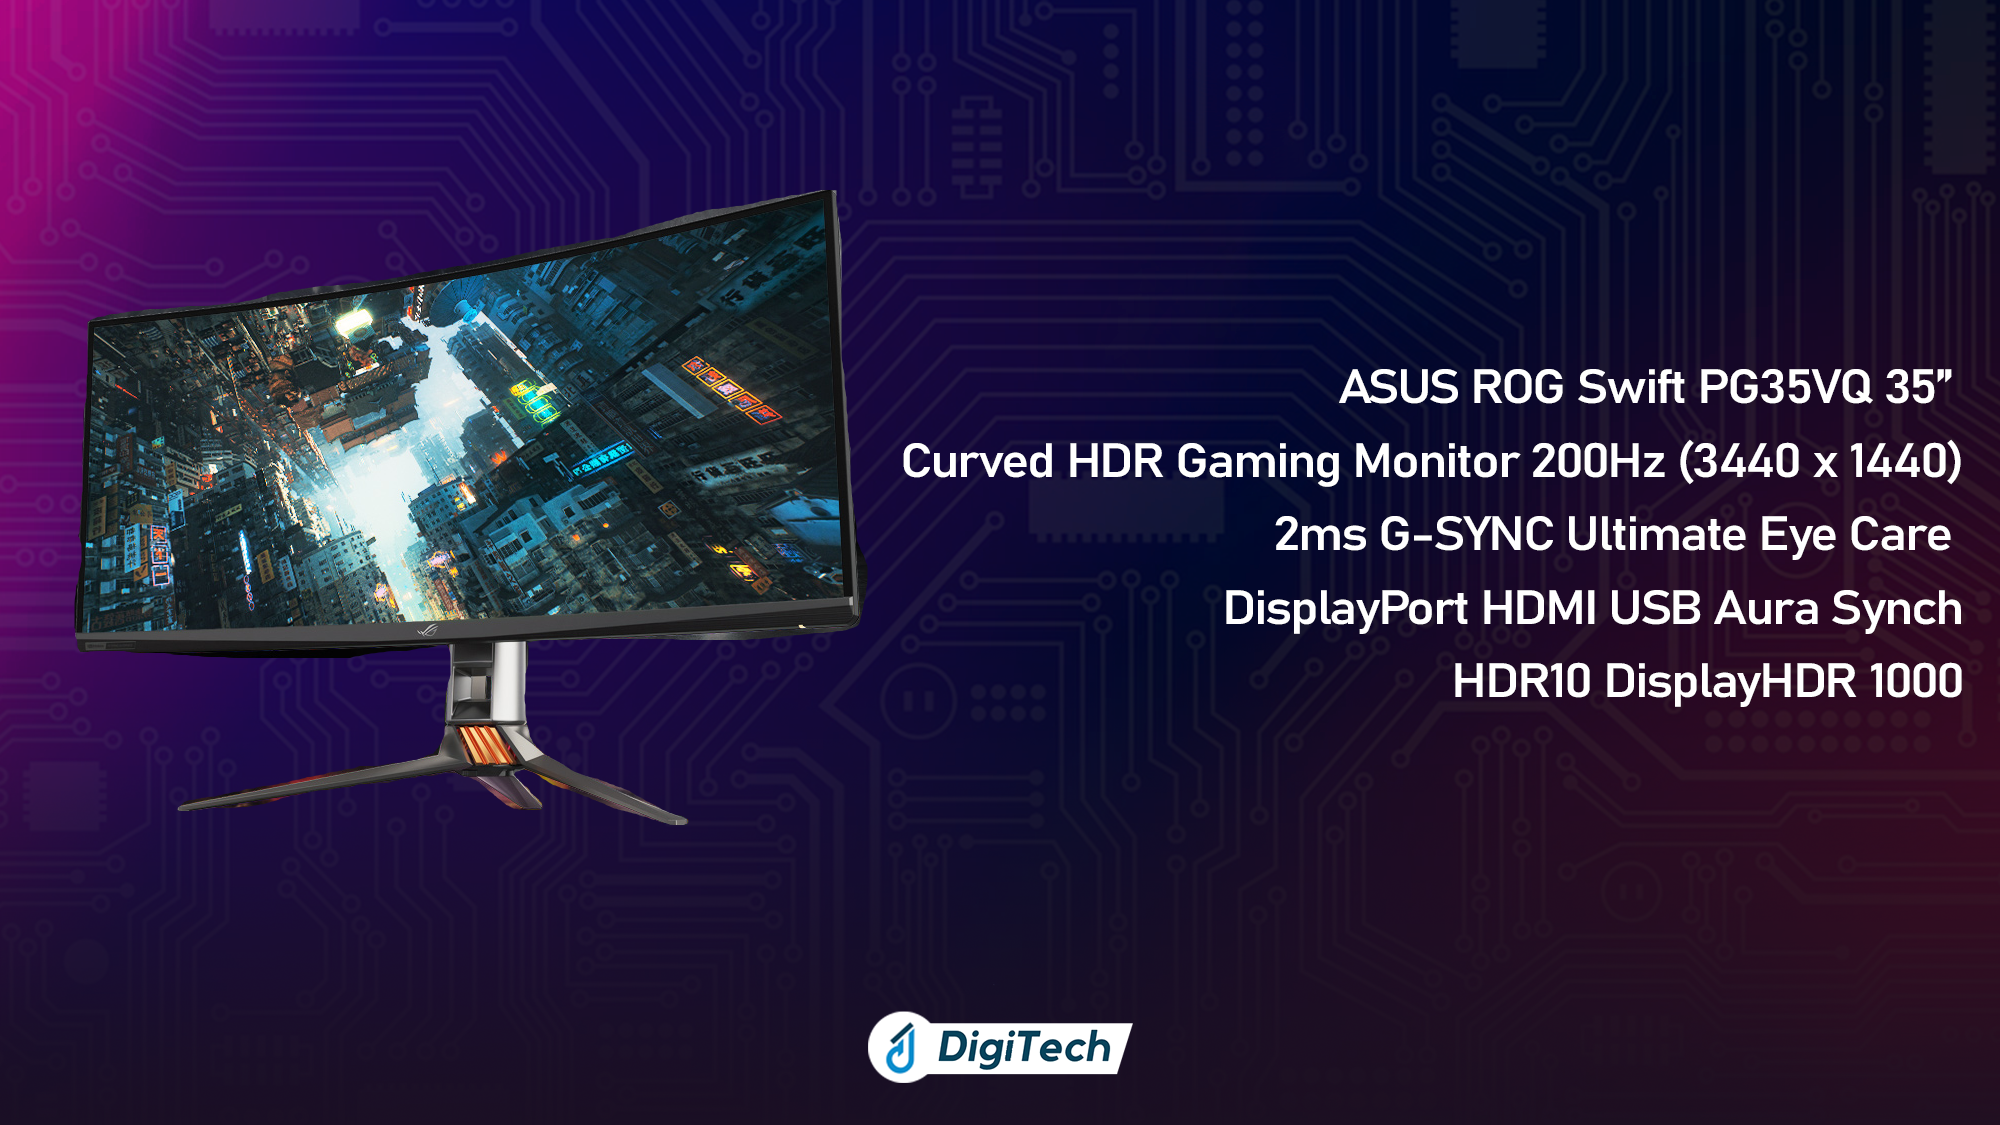 ASUS ROG Swift PG35VQ 35”
Curved HDR Gaming Monitor 200Hz (3440 x 1440)
2ms G-SYNC Ultimate Eye Care
DisplayPort HDMI USB Aura Synch
HDR10 DisplayHDR 1000
DigiTech